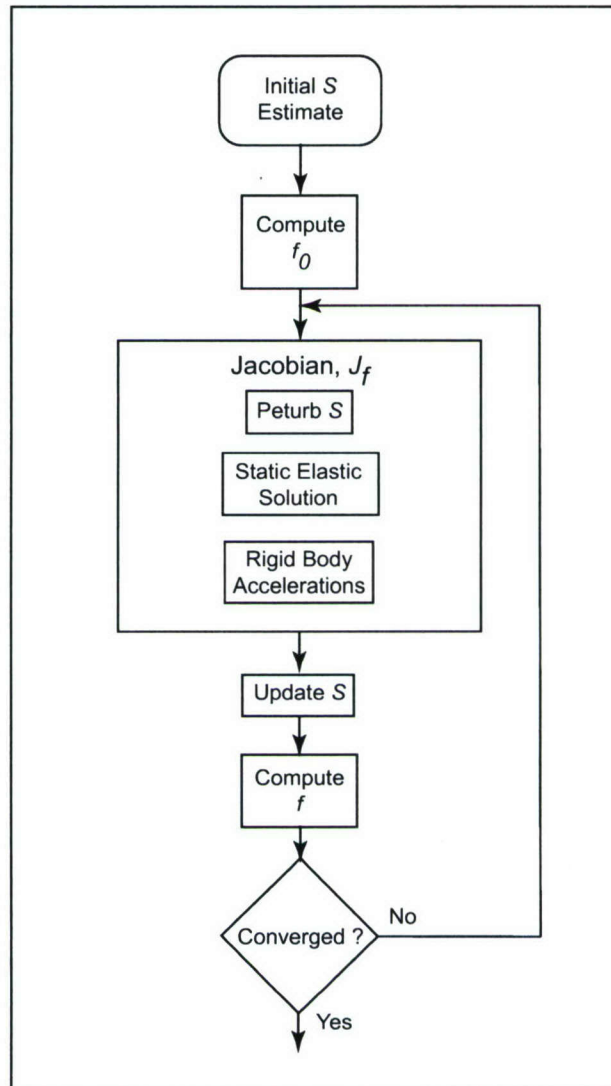 Initial S
Estimate
Compute
f0
Jacobian, Jf
Peturb S
Static Elastic
Solution
Rigid Body
Accelerations
Update S
Compute
f
Converged ?
No
Yes